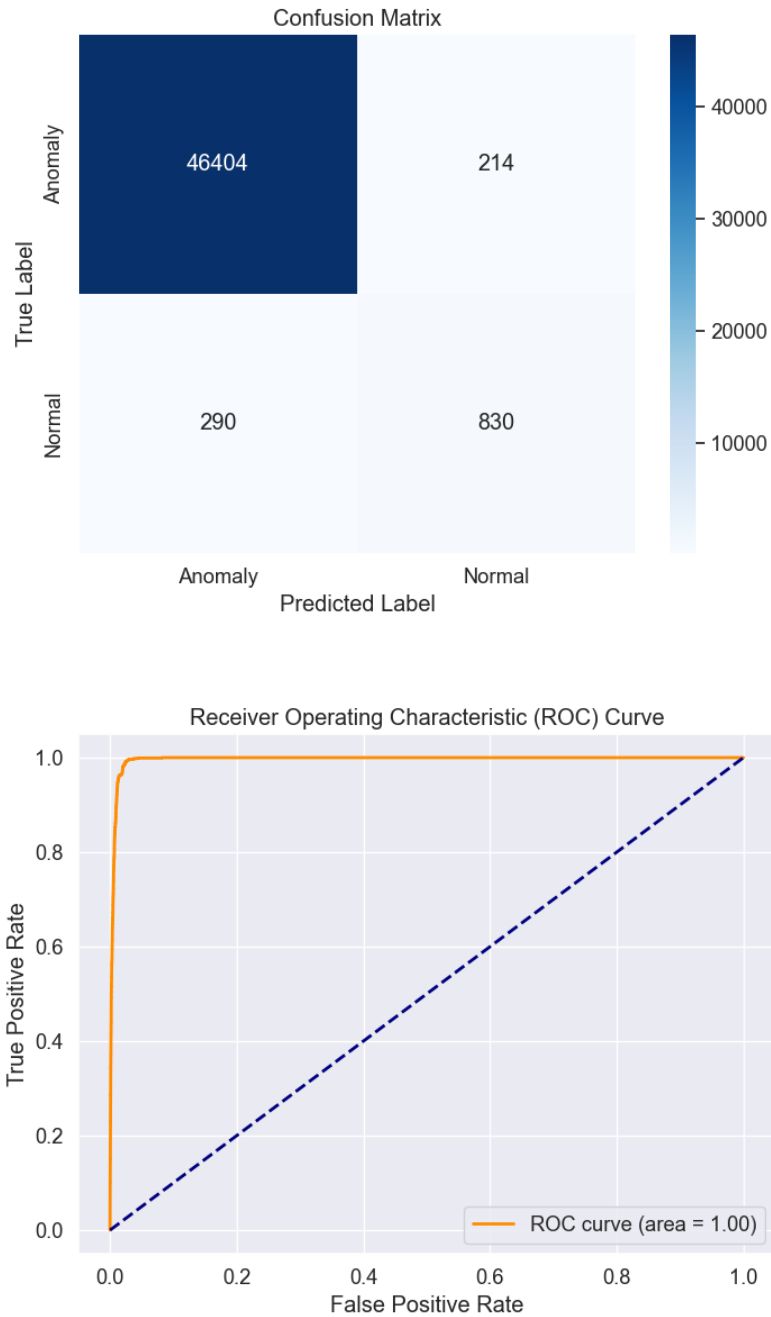 Confusion Matrix
Anomaly
Normal
True Label
46404
214
290
830
Anomaly
Normal
Predicted Label
40000
30000
20000
10000
Receiver Operating Characteristic (ROC) Curve
True Positive Rate
1.0
0.8
0.6
0.4
0.2
0.0
ROC curve (area = 1.00)
0.0
0.2
0.4
0.6
0.8
1.0
False Positive Rate